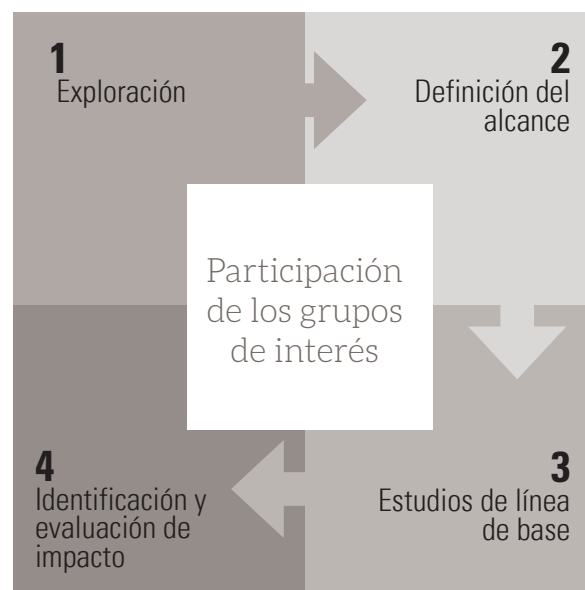 1
Exploración
2
Definición del
alcance
Participación
de los grupos
de interés
3
Estudios de línea
de base
4
Identificación y
evaluación de
impacto